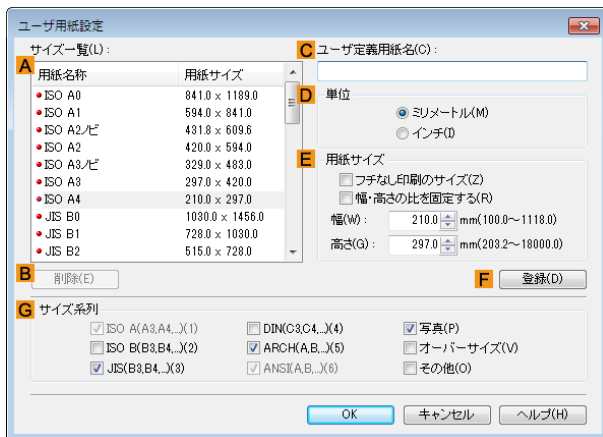 ユーザ用紙設定
サイズ一覧(L):
A
用紙名称 用紙サイズ
ISO A0 841.0 x 1189.0
ISO A1 594.0 x 841.0
ISO A2ノビ 431.8 x 609.6
ISO A2 420.0 x 594.0
ISO A3ノビ 329.0 x 483.0
ISO A3 297.0 x 420.0
ISO A4 210.0 x 297.0
JIS B0 1030.0 x 1456.0
JIS B1 728.0 x 1030.0
JIS B2 515.0 x 728.0
B
削除(E)
C ユーザ定義用紙名(C):
D 単位
ミリメートル(M)
インチ(I)
E 用紙サイズ
フチなし印刷のサイズ(Z)
幅・高さの比を固定する(R)
幅(W): 210.0 mm(100.0~1118.0)
高さ(G): 297.0 mm(203.2~18000.0)
F 登録(D)
G サイズ系列
ISO A(A3,A4,..)(1) DIN(C3,C4,..)(4) 写真(P)
ISO B(B3,B4,..)(2) ARCH(A,B,..)(5) オーバーサイズ(V)
JIS(B3,B4,..)(3) ANSI(A,B,..)(6) その他(O)
OK キャンセル ヘルプ(H)